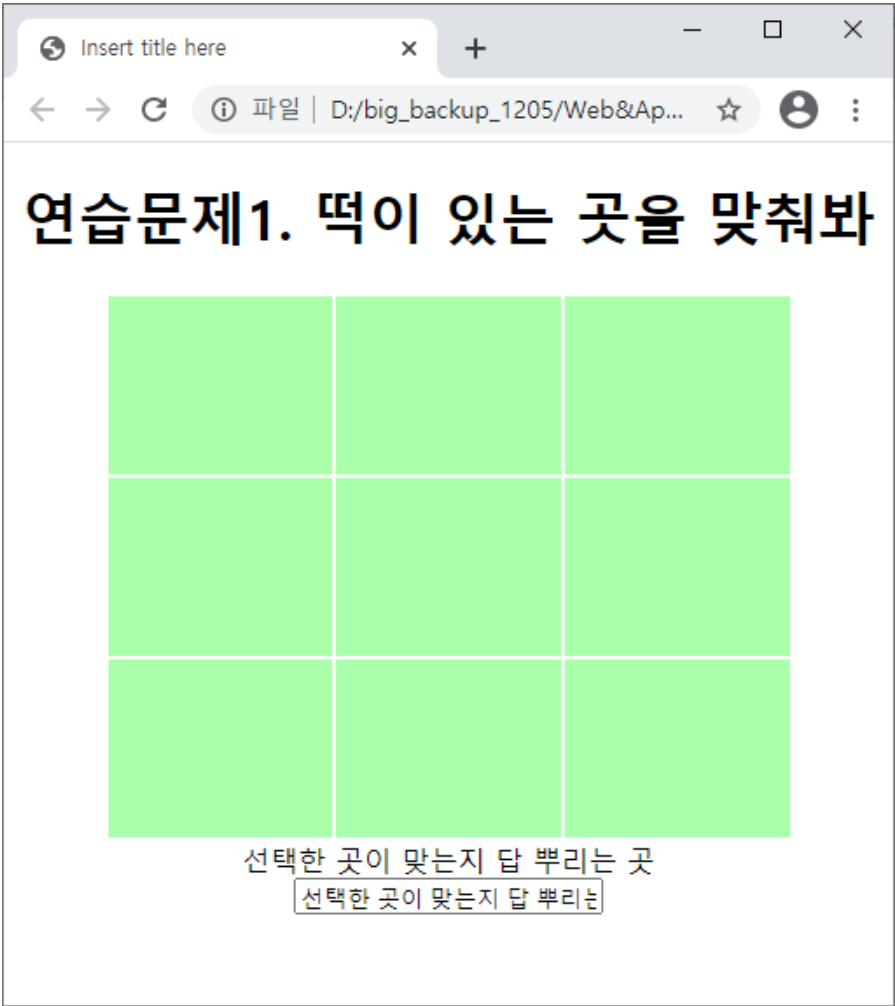 Insert title here
파일 | D:/big_backup_1205/Web&Ap...
연습문제1. 떡이 있는 곳을 맞춰봐
선택한 곳이 맞는지 답 뿌리는 곳
선택한 곳이 맞는지 답 뿌리는